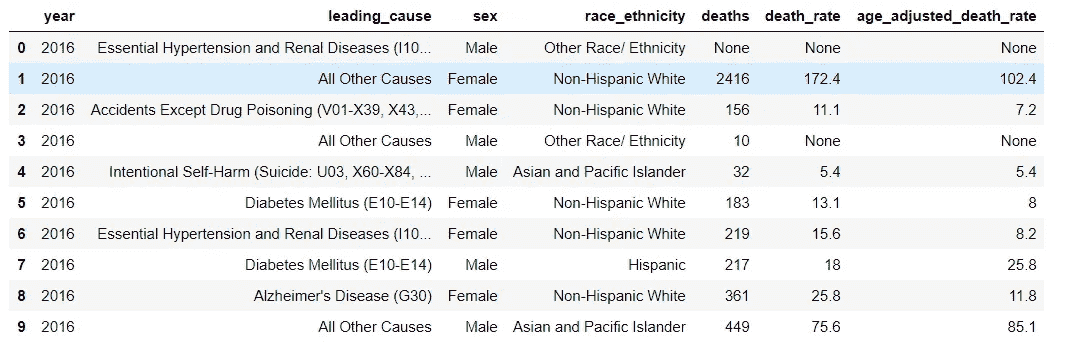 year leading_cause sex race_ethnicity deaths death_rate age_adjusted_death_rate
0 2016 Essential Hypertension and Renal Diseases (I10... Male Other Race/ Ethnicity None None None
1 2016 All Other Causes Female Non-Hispanic White 2416 172.4 102.4
2 2016 Accidents Except Drug Poisoning (V01-X39, X43,... Female Non-Hispanic White 156 11.1 7.2
3 2016 All Other Causes Male Other Race/ Ethnicity 10 None None
4 2016 Intentional Self-Harm (Suicide: U03, X60-X84, ... Male Asian and Pacific Islander 32 5.4 5.4
5 2016 Diabetes Mellitus (E10-E14) Female Non-Hispanic White 183 13.1 8
6 2016 Essential Hypertension and Renal Diseases (I10... Female Non-Hispanic White 219 15.6 8.2
7 2016 Diabetes Mellitus (E10-E14) Male Hispanic 217 18 25.8
8 2016 Alzheimer's Disease (G30) Female Non-Hispanic White 361 25.8 11.8
9 2016 All Other Causes Male Asian and Pacific Islander 449 75.6 85.1